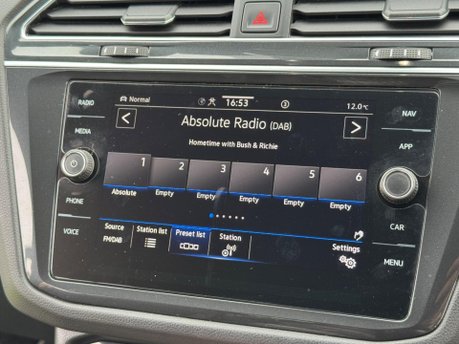 RADIO
MEDIA
PHONE
VOICE
Normal 16:53 3 12.0°C
< Absolute Radio (DAB) >
Hometime with Bush & Richie
1 2 3 4 5 6
Absolute Empty Empty Empty Empty Empty
Source Station list Preset list Station Settings
FM/DAB
NAV
APP
CAR
MENU